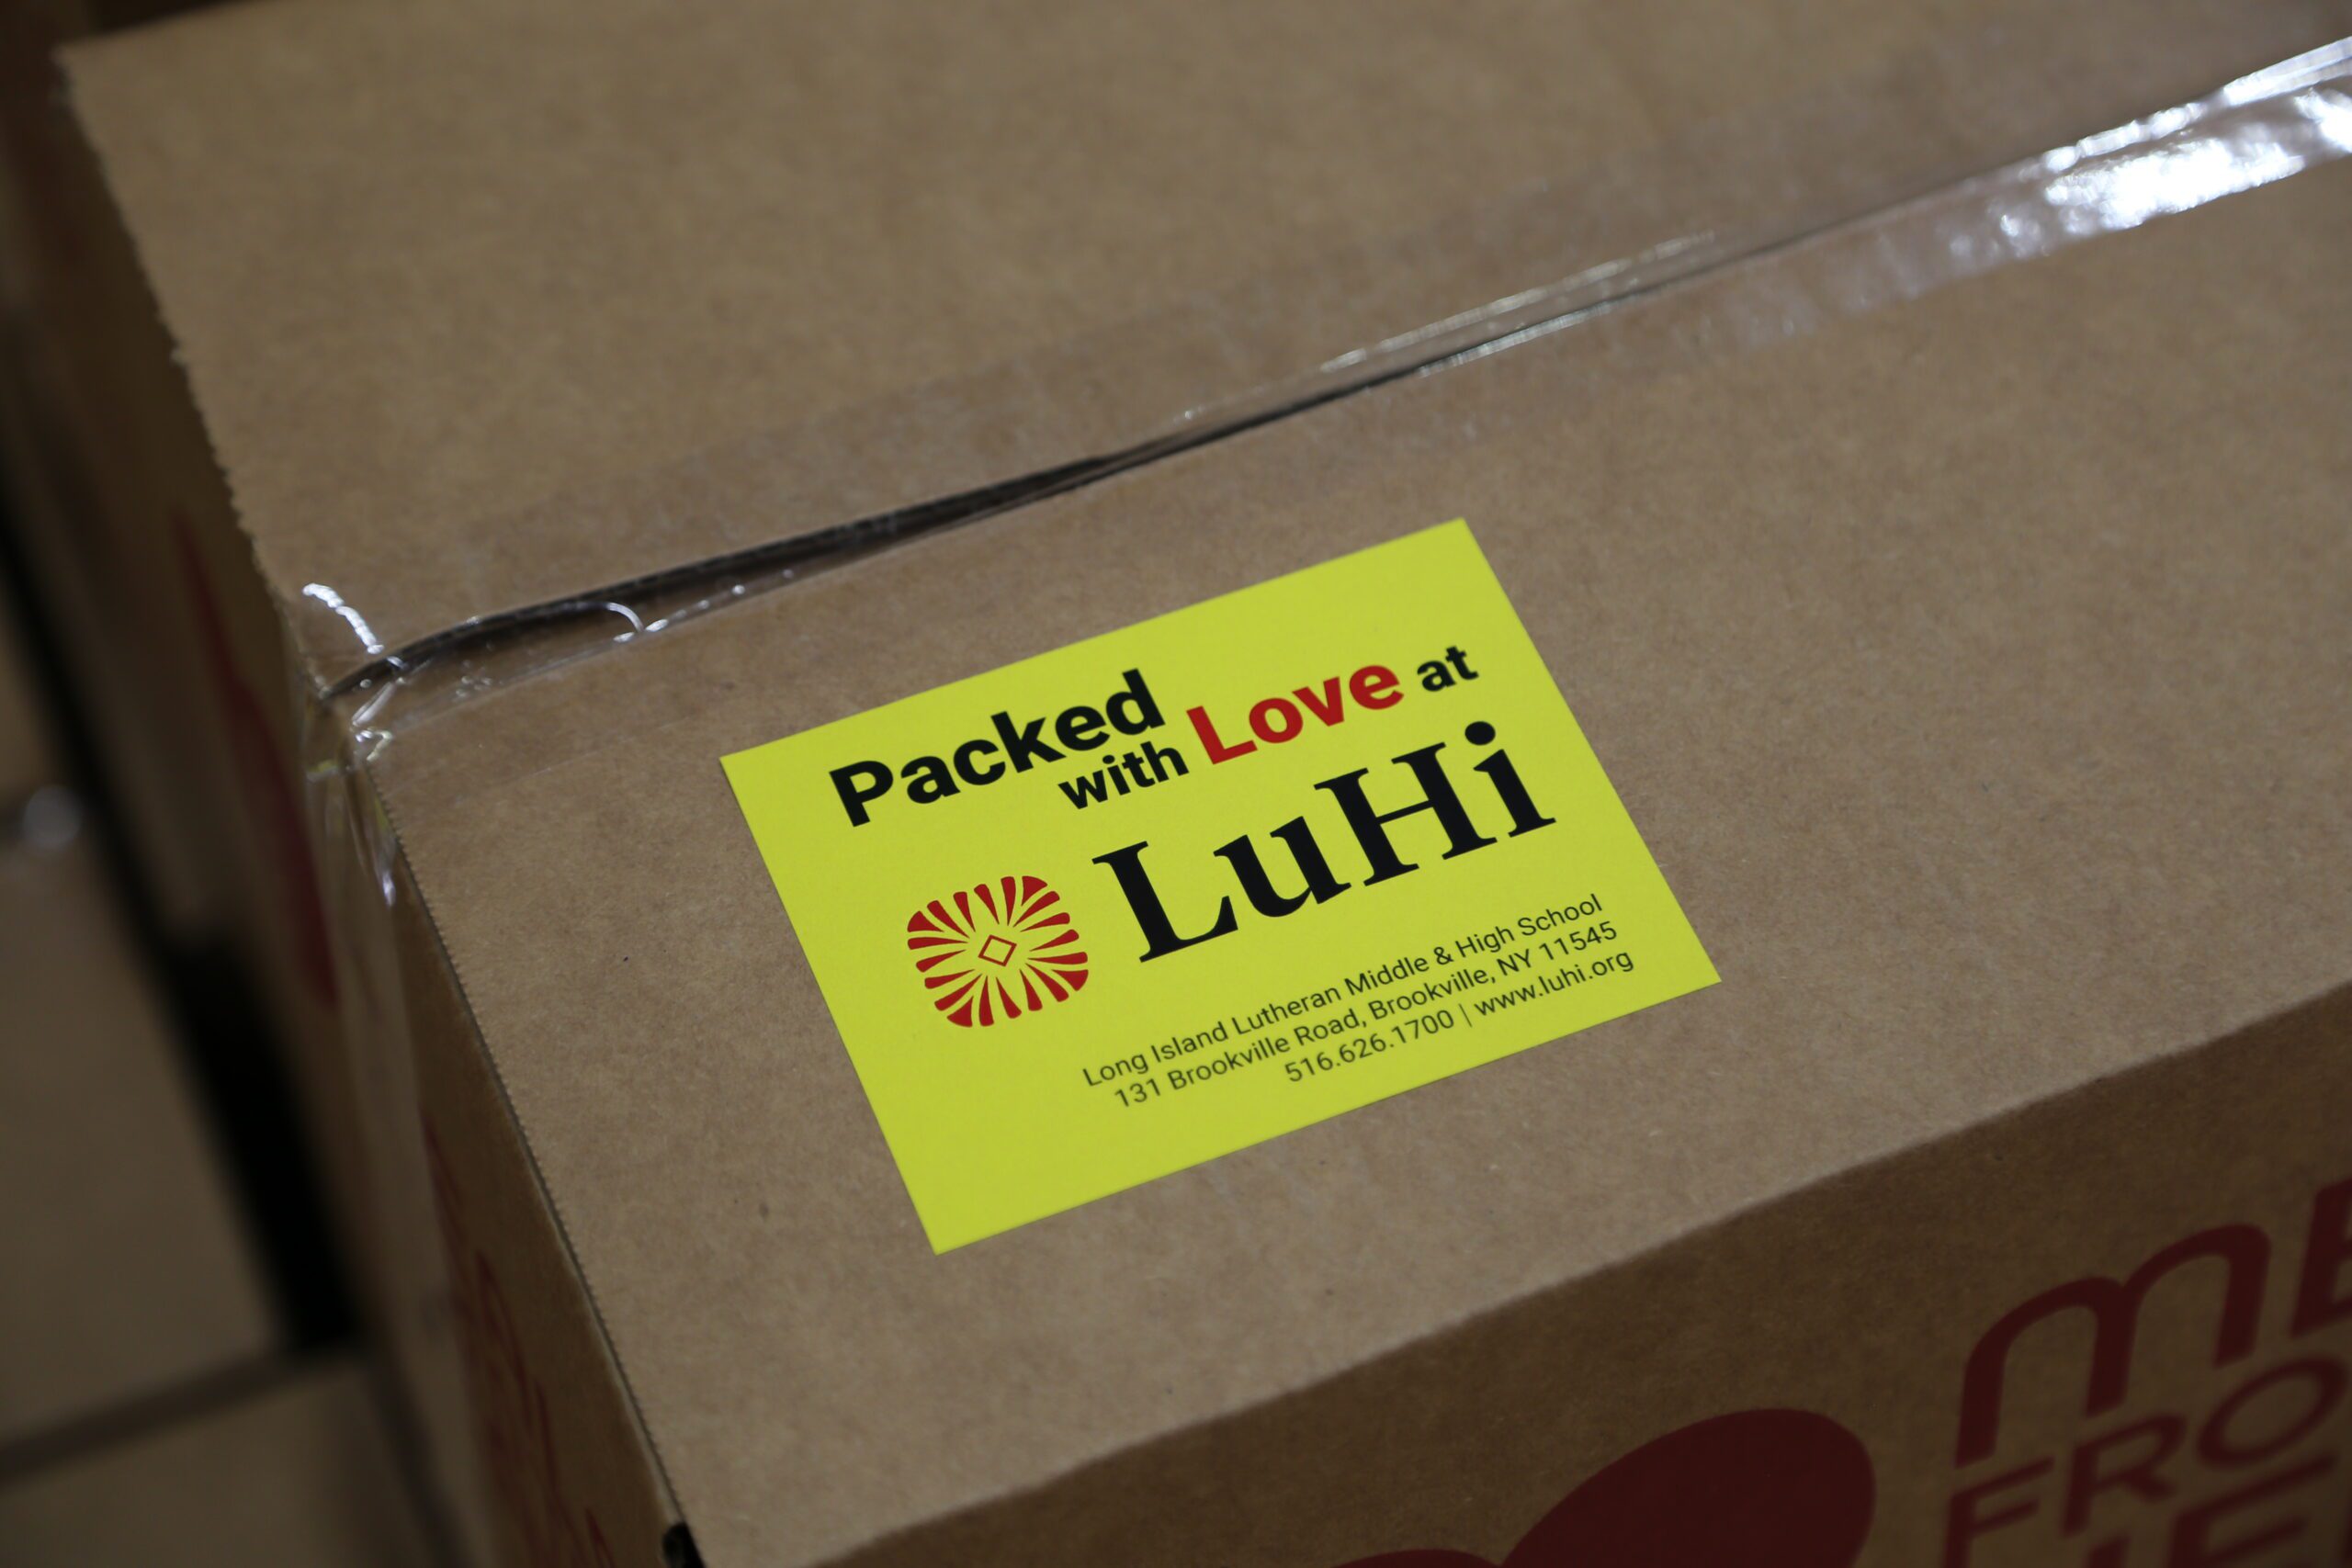 Packed
with Love at
LuHi
Long Island Lutheran Middle & High School
131 Brookville Road, Brookville, NY 11545
516.626.1700 | www.luhi.org
FRO